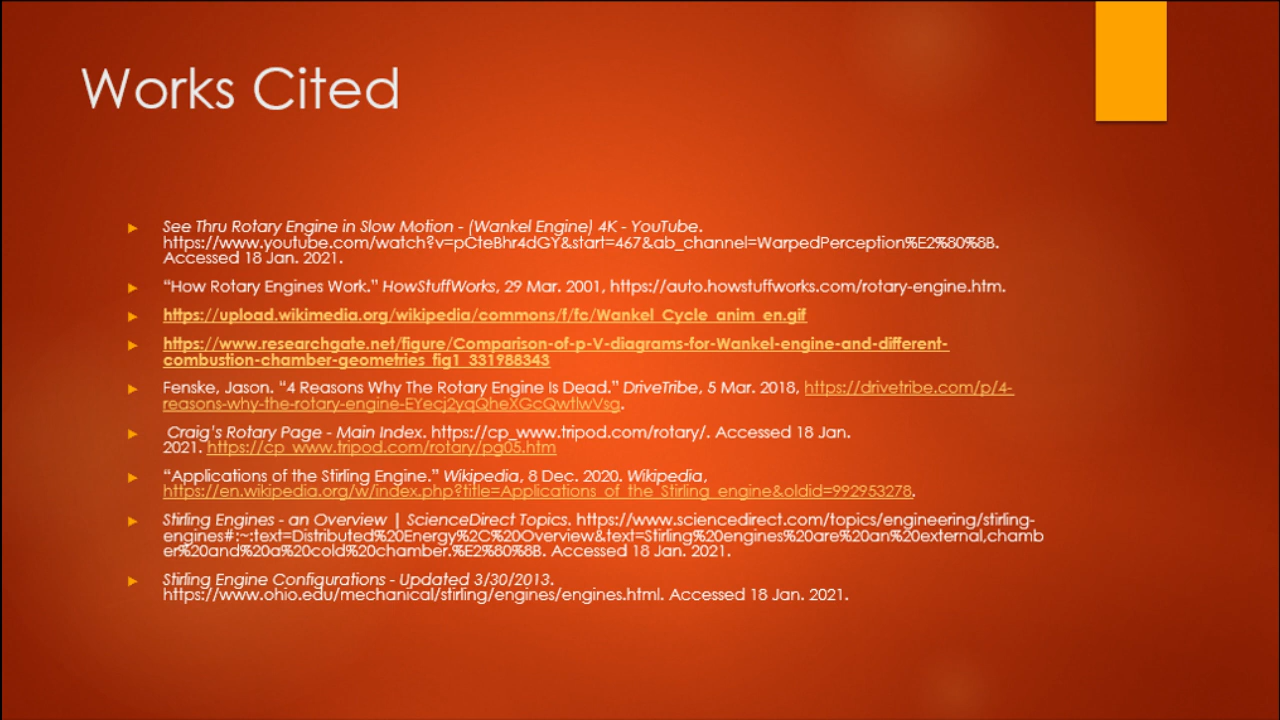 Works Cited
See Thru Rotary Engine in Slow Motion - (Wankel Engine) 4K - YouTube.
https://www.youtube.com/watch?v=pCteBhr4dGY&start=467&ab_channel=WarpedPerception%E2%80%8B.
Accessed 18 Jan. 2021.
“How Rotary Engines Work.” HowStuffWorks, 29 Mar. 2001, https://auto.howstuffworks.com/rotary-engine.htm.
https://upload.wikimedia.org/wikipedia/commons/f/fc/Wankel_Cycle_anim_en.gif
https://www.researchgate.net/figure/Comparison-of-p-V-diagrams-for-Wankel-engine-and-different-
combustion-chamber-geometries_fig1_331988343
Fenske, Jason. “4 Reasons Why The Rotary Engine Is Dead.” DriveTribe, 5 Mar. 2018, https://drivetribe.com/p/4-
reasons-why-the-rotary-engine-EYecj2yqQheXGcQwtlwVsg.
Craig’s Rotary Page - Main Index. https://cp_www.tripod.com/rotary/. Accessed 18 Jan.
2021. https://cp_www.tripod.com/rotary/pg05.htm
“Applications of the Stirling Engine.” Wikipedia, 8 Dec. 2020. Wikipedia,
https://en.wikipedia.org/w/index.php?title=Applications_of_the_Stirling_engine&oldid=992953278.
Stirling Engines - an Overview | ScienceDirect Topics. https://www.sciencedirect.com/topics/engineering/stirling-
engines#:~:text=Distributed%20Energy%2C%20Overview&text=Stirling%20engines%20are%20an%20external,chamb
er%20and%20a%20cold%20chamber.%E2%80%8B. Accessed 18 Jan. 2021.
Stirling Engine Configurations - Updated 3/30/2013.
https://www.ohio.edu/mechanical/stirling/engines/engines.html. Accessed 18 Jan. 2021.